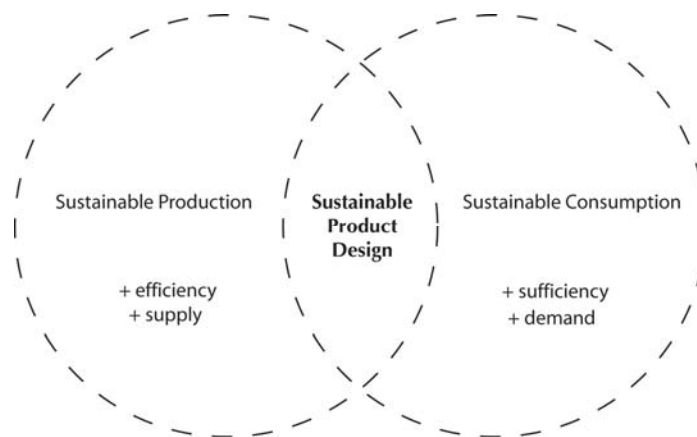 Sustainable Production
+ efficiency
+ supply
Sustainable
Product
Design
Sustainable Consumption
+ sufficiency
+ demand